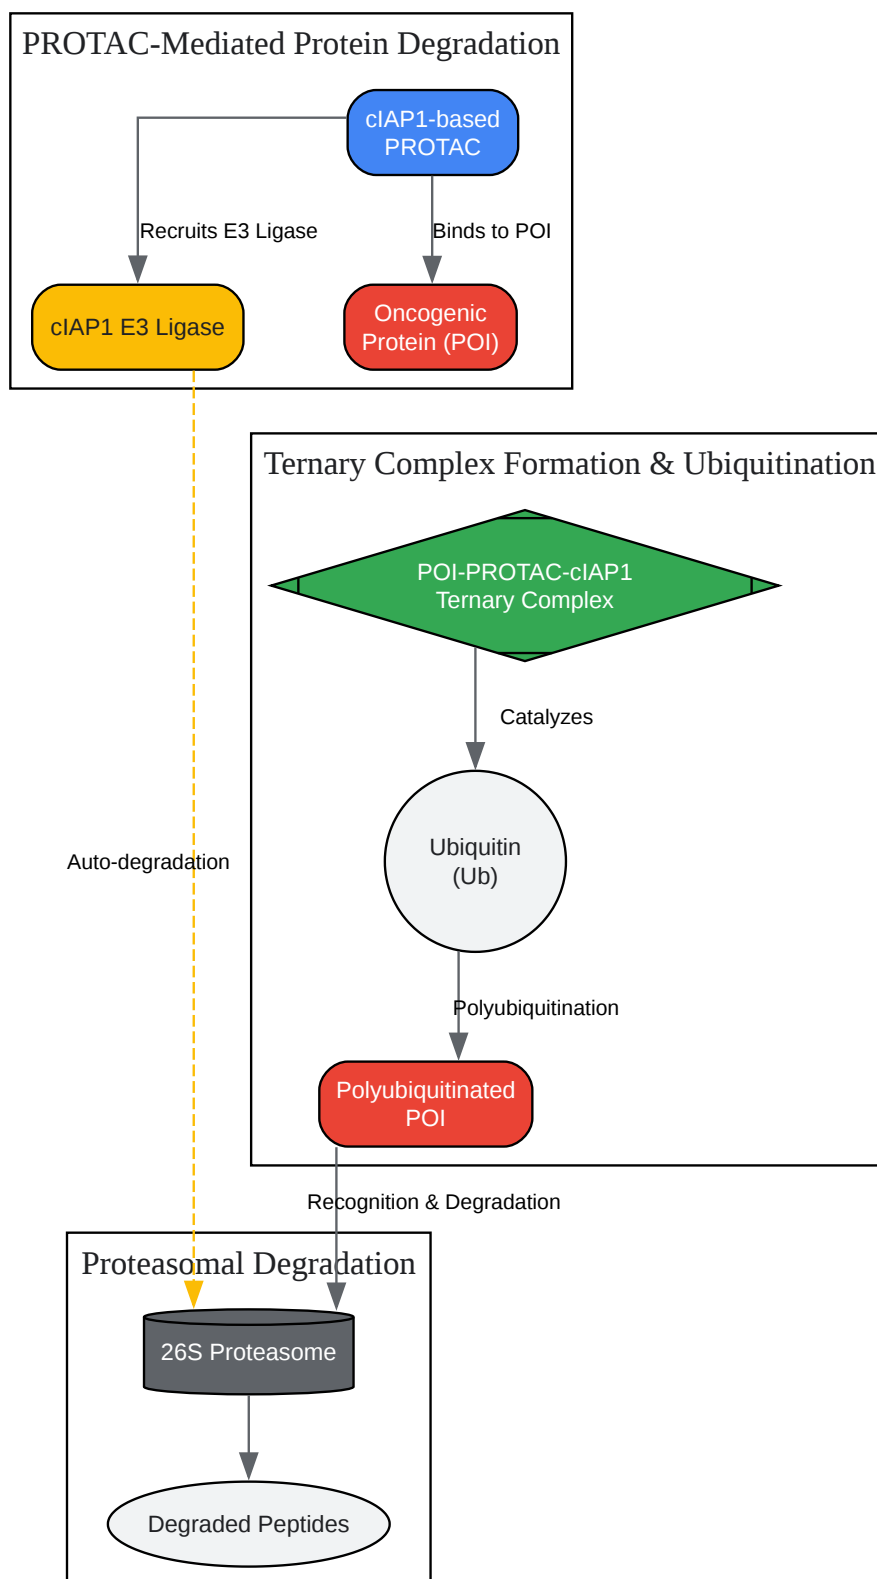 PROTAC-Mediated Protein Degradation
cIAP1-based
PROTAC
Recruits E3 Ligase
Binds to POI
cIAP1 E3 Ligase
Oncogenic
Protein (POI)
Ternary Complex Formation & Ubiquitination
POI-PROTAC-cIAP1
Ternary Complex
Catalyzes
Ubiquitin
(Ub)
Auto-degradation
Polyubiquitination
Polyubiquitinated
POI
Recognition & Degradation
Proteasomal Degradation
26S Proteasome
Degraded Peptides